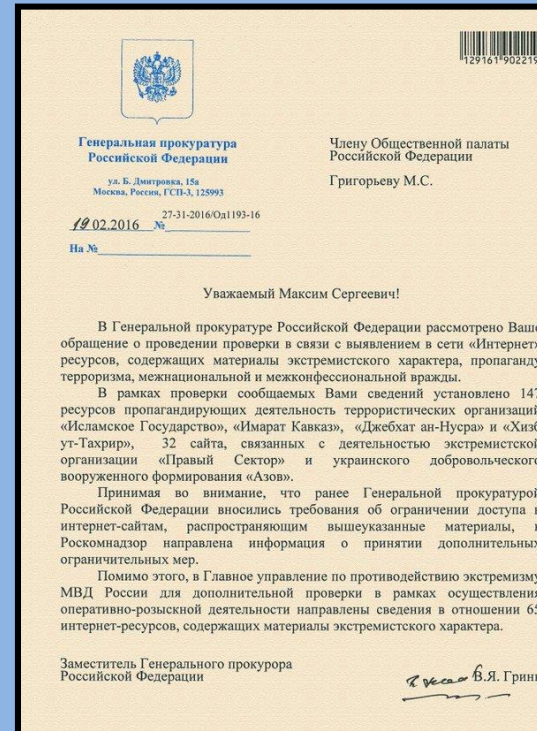 129161 902219
Генеральная прокуратура
Российской Федерации
ул. Б. Дмитровка, 15а
Москва, Россия, ГСП-3, 125993
27-31-2016/Од1193-16
19 02.2016 №
На №
Члену Общественной палаты
Российской Федерации
Григорьеву М.С.
Уважаемый Максим Сергеевич!
В Генеральной прокуратуре Российской Федерации рассмотрено Ваше
обращение о проведении проверки в связи с выявлением в сети «Интернет»
ресурсов, содержащих материалы экстремистского характера, пропаганду
терроризма, межнациональной и межконфессиональной вражды.
В рамках проверки сообщаемых Вами сведений установлено 147
ресурсов пропагандирующих деятельность террористических организаций
«Исламское Государство», «Имарат Кавказ», «Джебхат ан-Нусра» и «Хизб
ут-Тахрир», 32 сайта, связанных с деятельностью экстремистской
организации «Правый Сектор» и украинского добровольческого
вооруженного формирования «Азов».
Принимая во внимание, что ранее Генеральной прокуратурой
Российской Федерации вносились требования об ограничении доступа к
интернет-сайтам, распространяющим вышеуказанные материалы, в
Роскомнадзор направлена информация о принятии дополнительных
ограничительных мер.
Помимо этого, в Главное управление по противодействию экстремизму
МВД России для дополнительной проверки в рамках осуществления
оперативно-розыскной деятельности направлены сведения в отношении 65
интернет-ресурсов, содержащих материалы экстремистского характера.
Заместитель Генерального прокурора
Российской Федерации
В.Я. Гринь